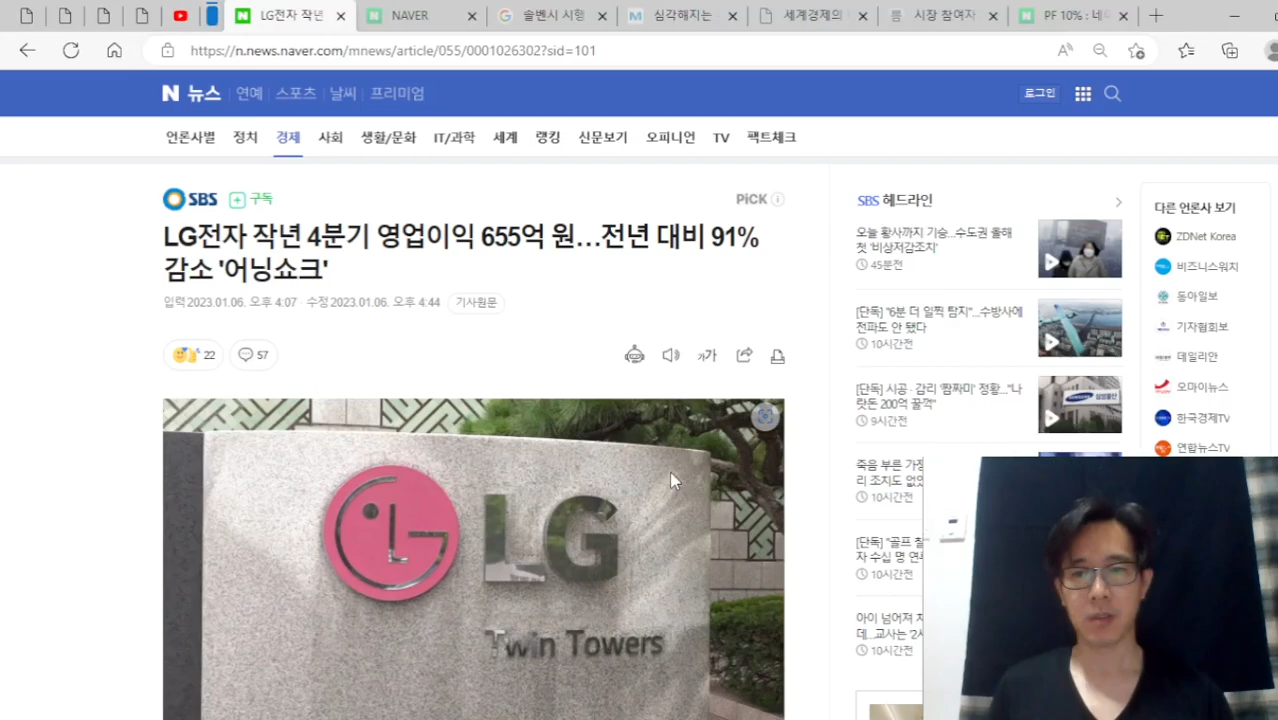 LG전자 작년
NAVER
솔벤시 시행
심각해지는
세계경제의
시장 참여자
PF 10% : 네
https://n.news.naver.com/mnews/article/055/0001026302?sid=101
N 뉴스 연예 스포츠 날씨 프리미엄
로그인
언론사별 정치 경제 사회 생활/문화 IT/과학 세계 랭킹 신문보기 오피니언 TV 팩트체크
SBS 구독
PiCK
LG전자 작년 4분기 영업이익 655억 원…전년 대비 91%
감소 '어닝쇼크'
입력 2023.01.06. 오후 4:07 · 수정 2023.01.06. 오후 4:44 기사원문
22 57
가가
LG
LG
Twin Towers
SBS 헤드라인
오늘 황사까지 기승...수도권 올해
첫 '비상저감조치'
45분전
[단독] "6분 더 일찍 탐지"...수방사에
전파도 안 됐다
10시간전
[단독] 시공·감리 '짬짜미' 정황..."나
랏돈 200억 꿀꺽"
9시간전
죽음 부른 가
리 조치도 없
10시간전
[단독] "골프
자 수십 명 연
10시간전
아이 넘어져
데...교사는 '2
10시간전
SAMSUNG
다른 언론사 보기
ZDNet Korea
비즈니스워치
동아일보
기자협회보
데일리안
오마이뉴스
한국경제TV
연합뉴스TV